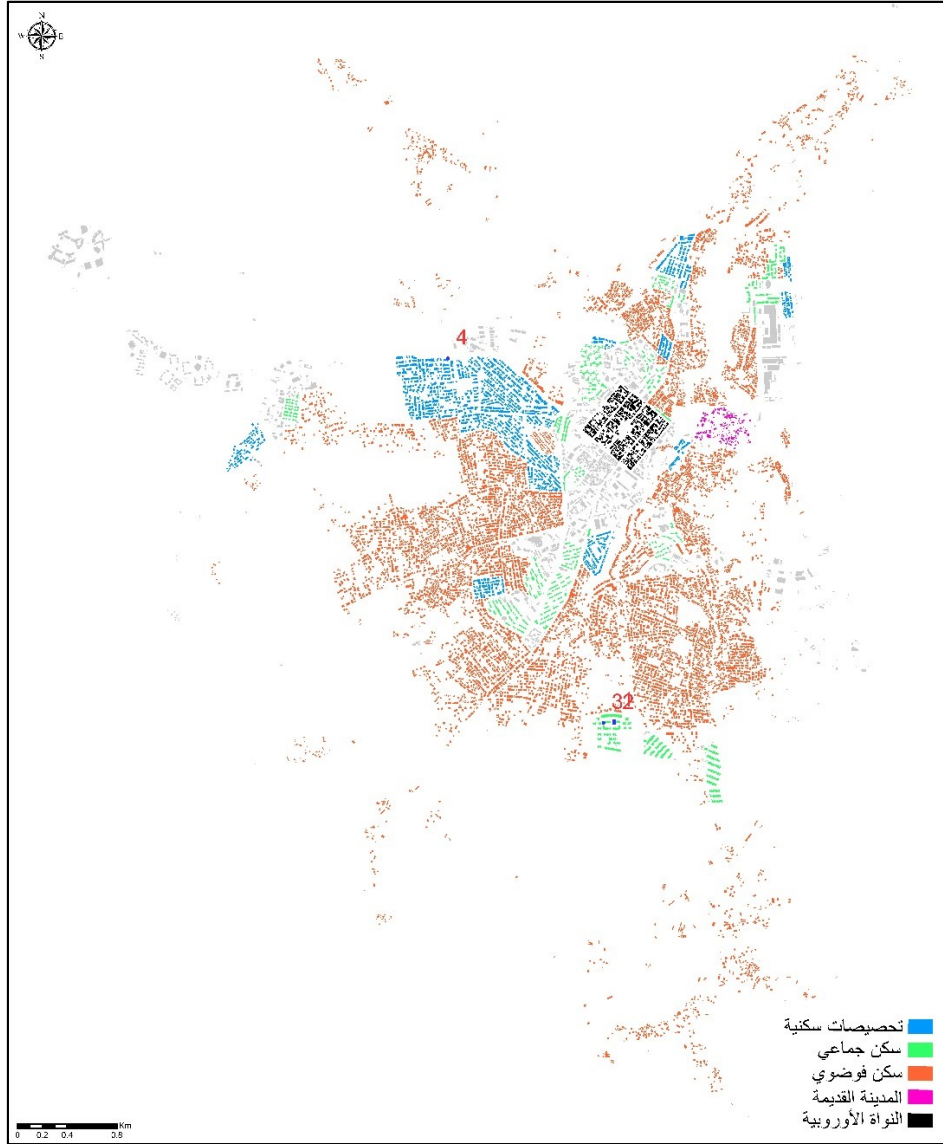 N
W E
S
4
تحصيصات سكنية
سكن جماعي
سكن فوضوي
المدينة القديمة
النواة الأوروبية
Km
0 0.2 0.4 0.8